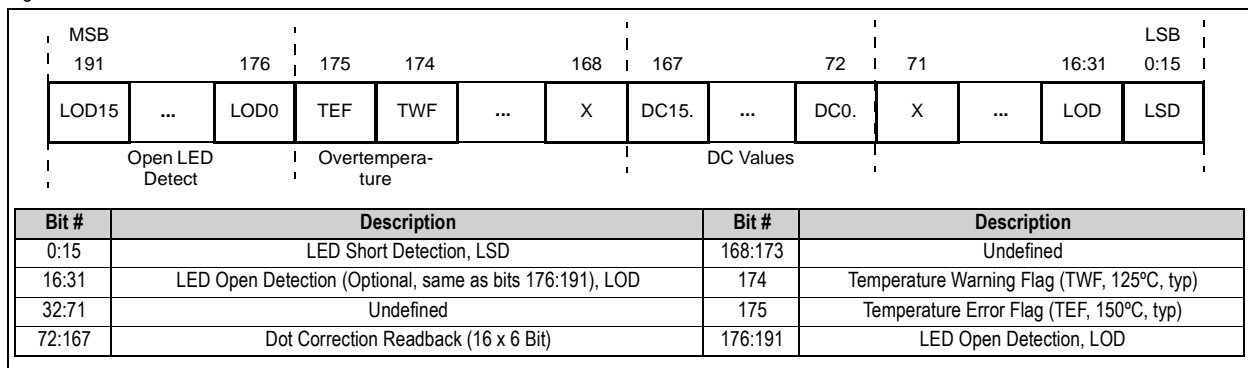 MSB LSB
191 176 175 174 168 167 72 71 16:31 0:15
LOD15 ... LOD0 TEF TWF ... X DC15. ... DC0. X ... LOD LSD
Open LED Detect
Overtempera-
ture
DC Values
Bit # Description Bit # Description
0:15 LED Short Detection, LSD 168:173 Undefined
16:31 LED Open Detection (Optional, same as bits 176:191), LOD 174 Temperature Warning Flag (TWF, 125ºC, typ)
32:71 Undefined 175 Temperature Error Flag (TEF, 150ºC, typ)
72:167 Dot Correction Readback (16 x 6 Bit) 176:191 LED Open Detection, LOD